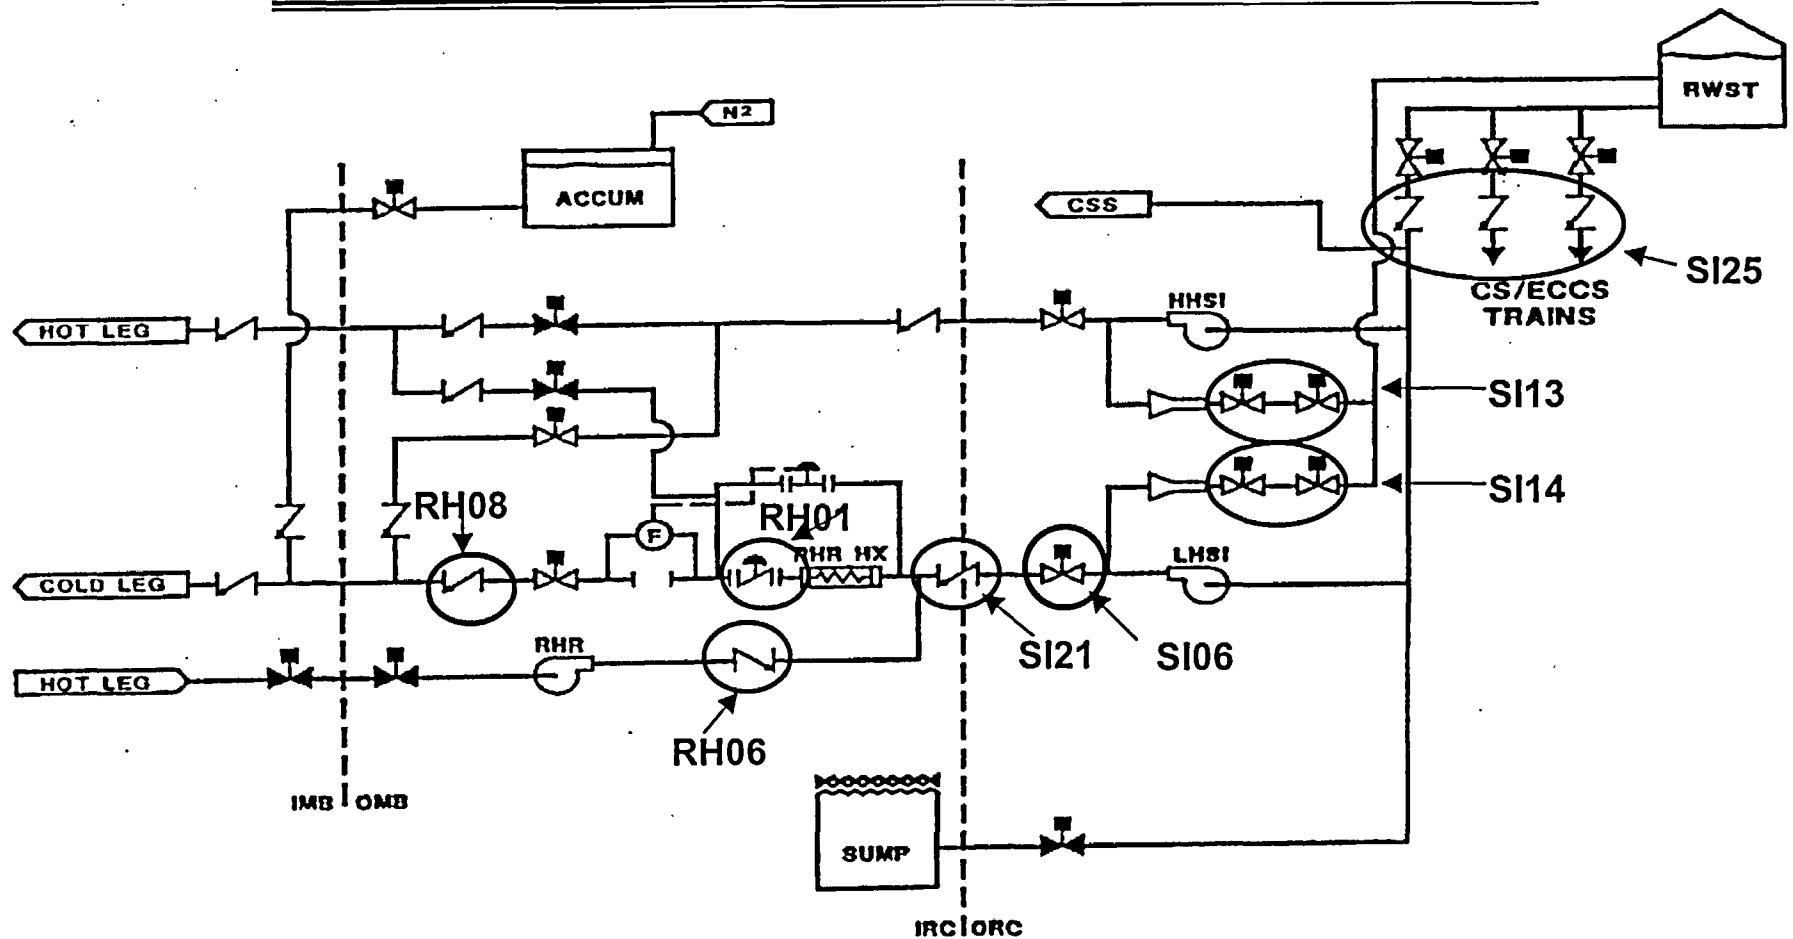 RWST
N2
ACCUM
CSS
SI25
CS/ECCS
TRAINS
HOT LEG
HHSI
SI13
SI14
RH08
RH01
F
RHR HX
LHSI
COLD LEG
SI21
SI06
RHR
HOT LEG
RH06
IMB OMB
SUMP
IRC ORC